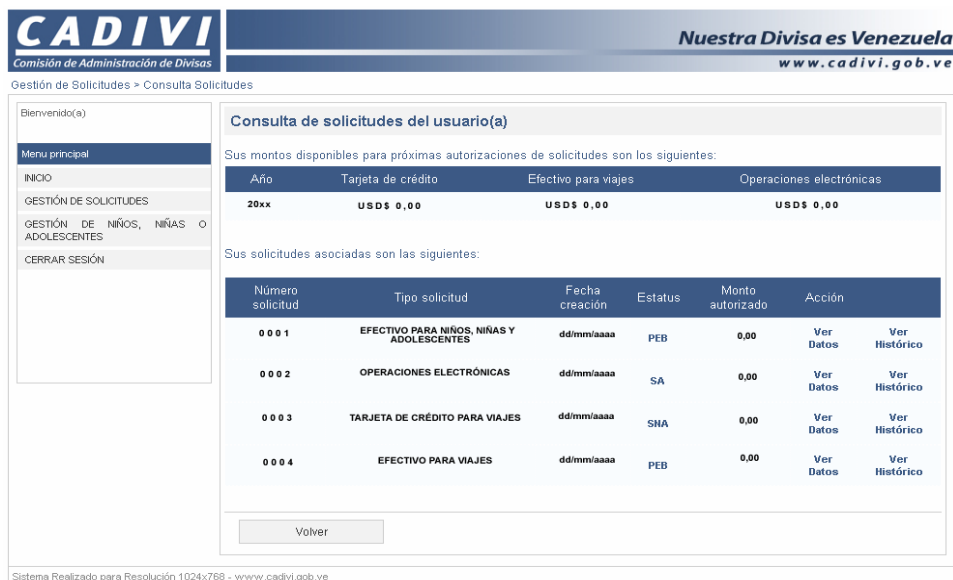 CADIVI
Comisión de Administración de Divisas
Nuestra Divisa es Venezuela
www.cadivi.gob.ve
Gestión de Solicitudes > Consulta Solicitudes
Bienvenido(a)
Menu principal
INICIO
GESTIÓN DE SOLICITUDES
GESTIÓN DE NIÑOS, NIÑAS O
ADOLESCENTES
CERRAR SESIÓN
Consulta de solicitudes del usuario(a)
Sus montos disponibles para próximas autorizaciones de solicitudes son los siguientes:
Año Tarjeta de crédito Efectivo para viajes Operaciones electrónicas
20xx USD$ 0,00 USD$ 0,00 USD$ 0,00
Sus solicitudes asociadas son las siguientes:
Número solicitud Tipo solicitud Fecha creación Estatus Monto autorizado Acción
0001 EFECTIVO PARA NIÑOS, NIÑAS Y ADOLESCENTES dd/mm/aaaa PEB 0,00 Ver Datos Ver Histórico
0002 OPERACIONES ELECTRÓNICAS dd/mm/aaaa SA 0,00 Ver Datos Ver Histórico
0003 TARJETA DE CRÉDITO PARA VIAJES dd/mm/aaaa SNA 0,00 Ver Datos Ver Histórico
0004 EFECTIVO PARA VIAJES dd/mm/aaaa PEB 0,00 Ver Datos Ver Histórico
Volver
Sistema Realizado para Resolución 1024x768 - www.cadivi.gob.ve